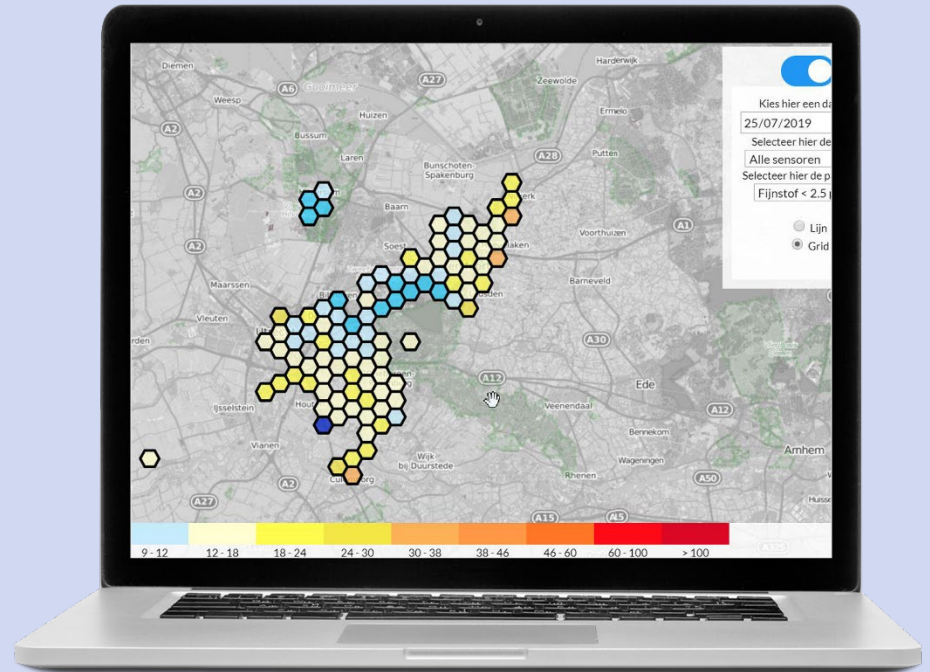 Harderwijk
Diemen
A27
Zeewolde
A6
Gooimeer
Weesp
Ermelo
Huizen
A2
Bussum
Laren
A28
Putten
Bunschoten-
Spakenburg
A2
Baarn
A1
Voorthuizen
Soest
A2
Barneveld
Maarssen
Vleuten
A30
A12
Ede
IJsselstein
Veenendaal
A12
Bennekom
Vianen
Arnhem
Wijk
bij Duurstede
Wageningen
Rhenen
A50
A2
A27
A15
Kies hier een da
25/07/2019
Selecteer hier de
Alle sensoren
Selecteer hier de p
Fijnstof < 2.5
Lijn
Grid
9 - 12 12 - 18 18 - 24 24 - 30 30 - 38 38 - 46 46 - 60 60 - 100 > 100